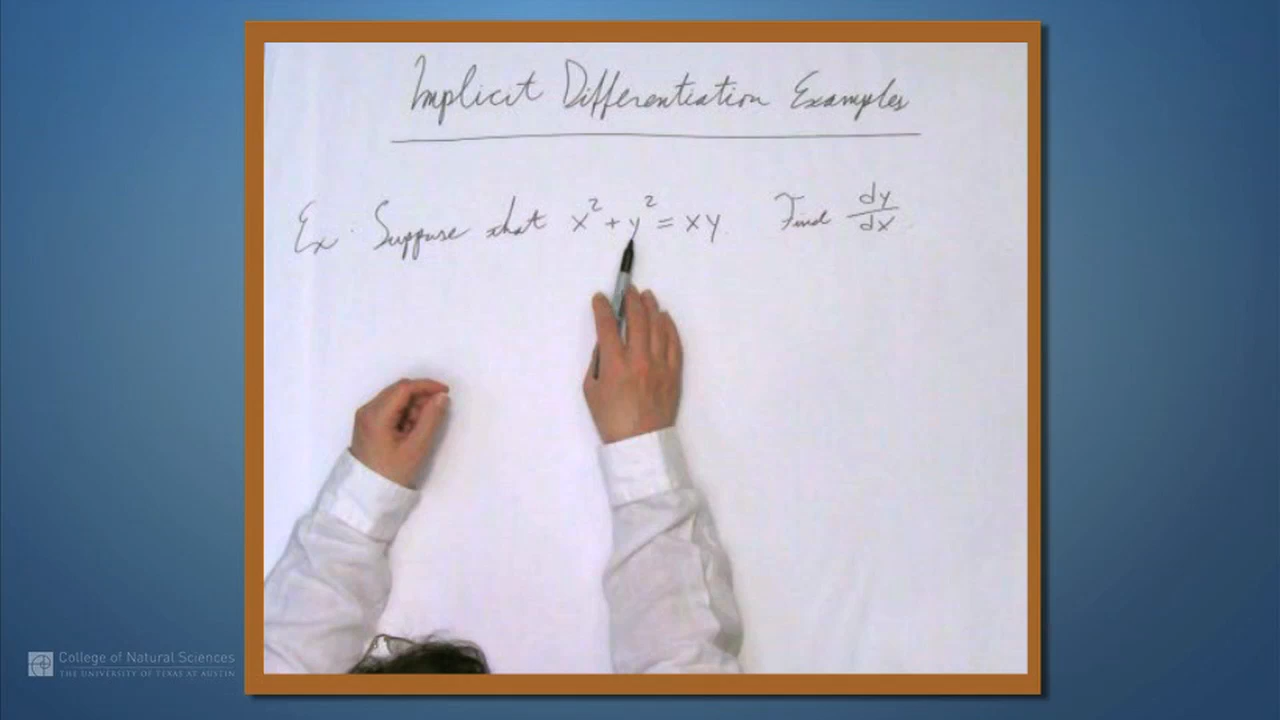 Implicit Differentiation Examples
Ex. Suppose that x² + y² = xy. Find dy/dx
College of Natural Sciences
THE UNIVERSITY OF TEXAS AT AUSTIN